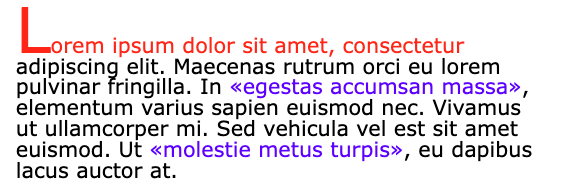 Lorem ipsum dolor sit amet, consectetur
adipiscing elit. Maecenas rutrum orci eu lorem
pulvinar fringilla. In «egestas accumsan massa»,
elementum varius sapien euismod nec. Vivamus
ut ullamcorper mi. Sed vehicula vel est sit amet
euismod. Ut «molestie metus turpis», eu dapibus
lacus auctor at.